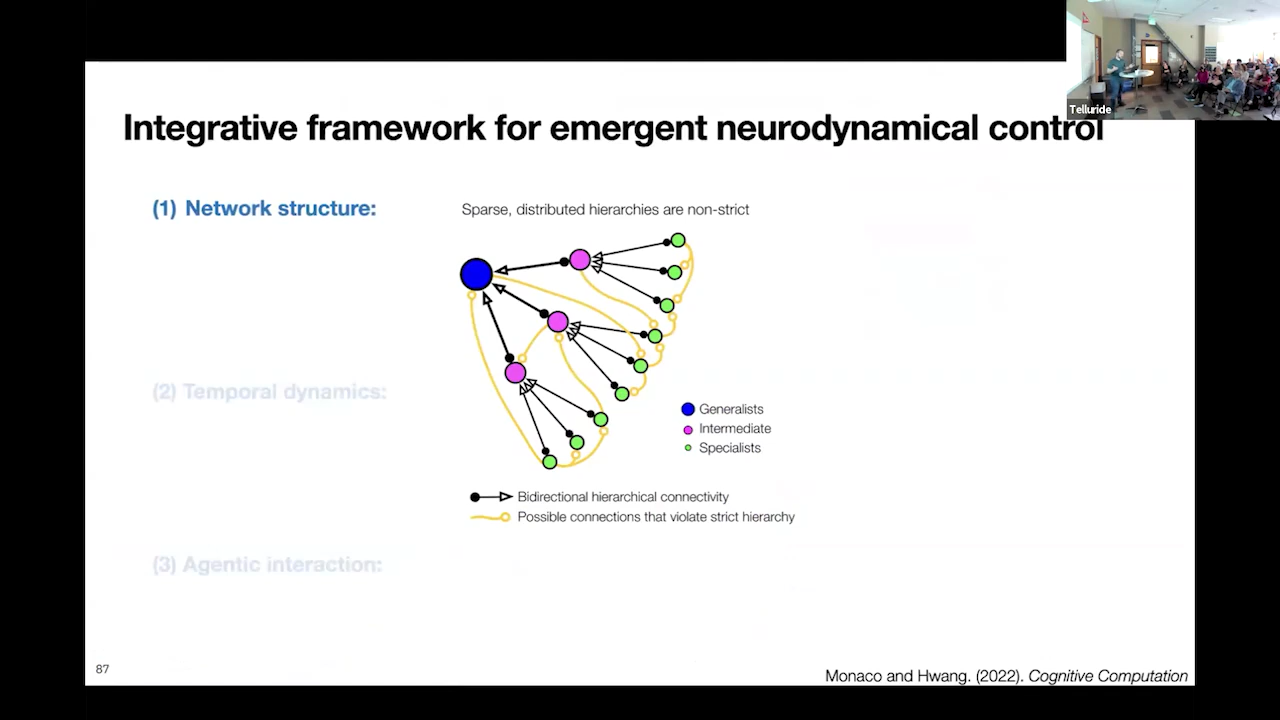 Telluride
Integrative framework for emergent neurodynamical control
(1) Network structure:
Sparse, distributed hierarchies are non-strict
(2) Temporal dynamics:
Generalists
Intermediate
Specialists
Bidirectional hierarchical connectivity
Possible connections that violate strict hierarchy
(3) Agentic interaction:
87
Monaco and Hwang. (2022). Cognitive Computation